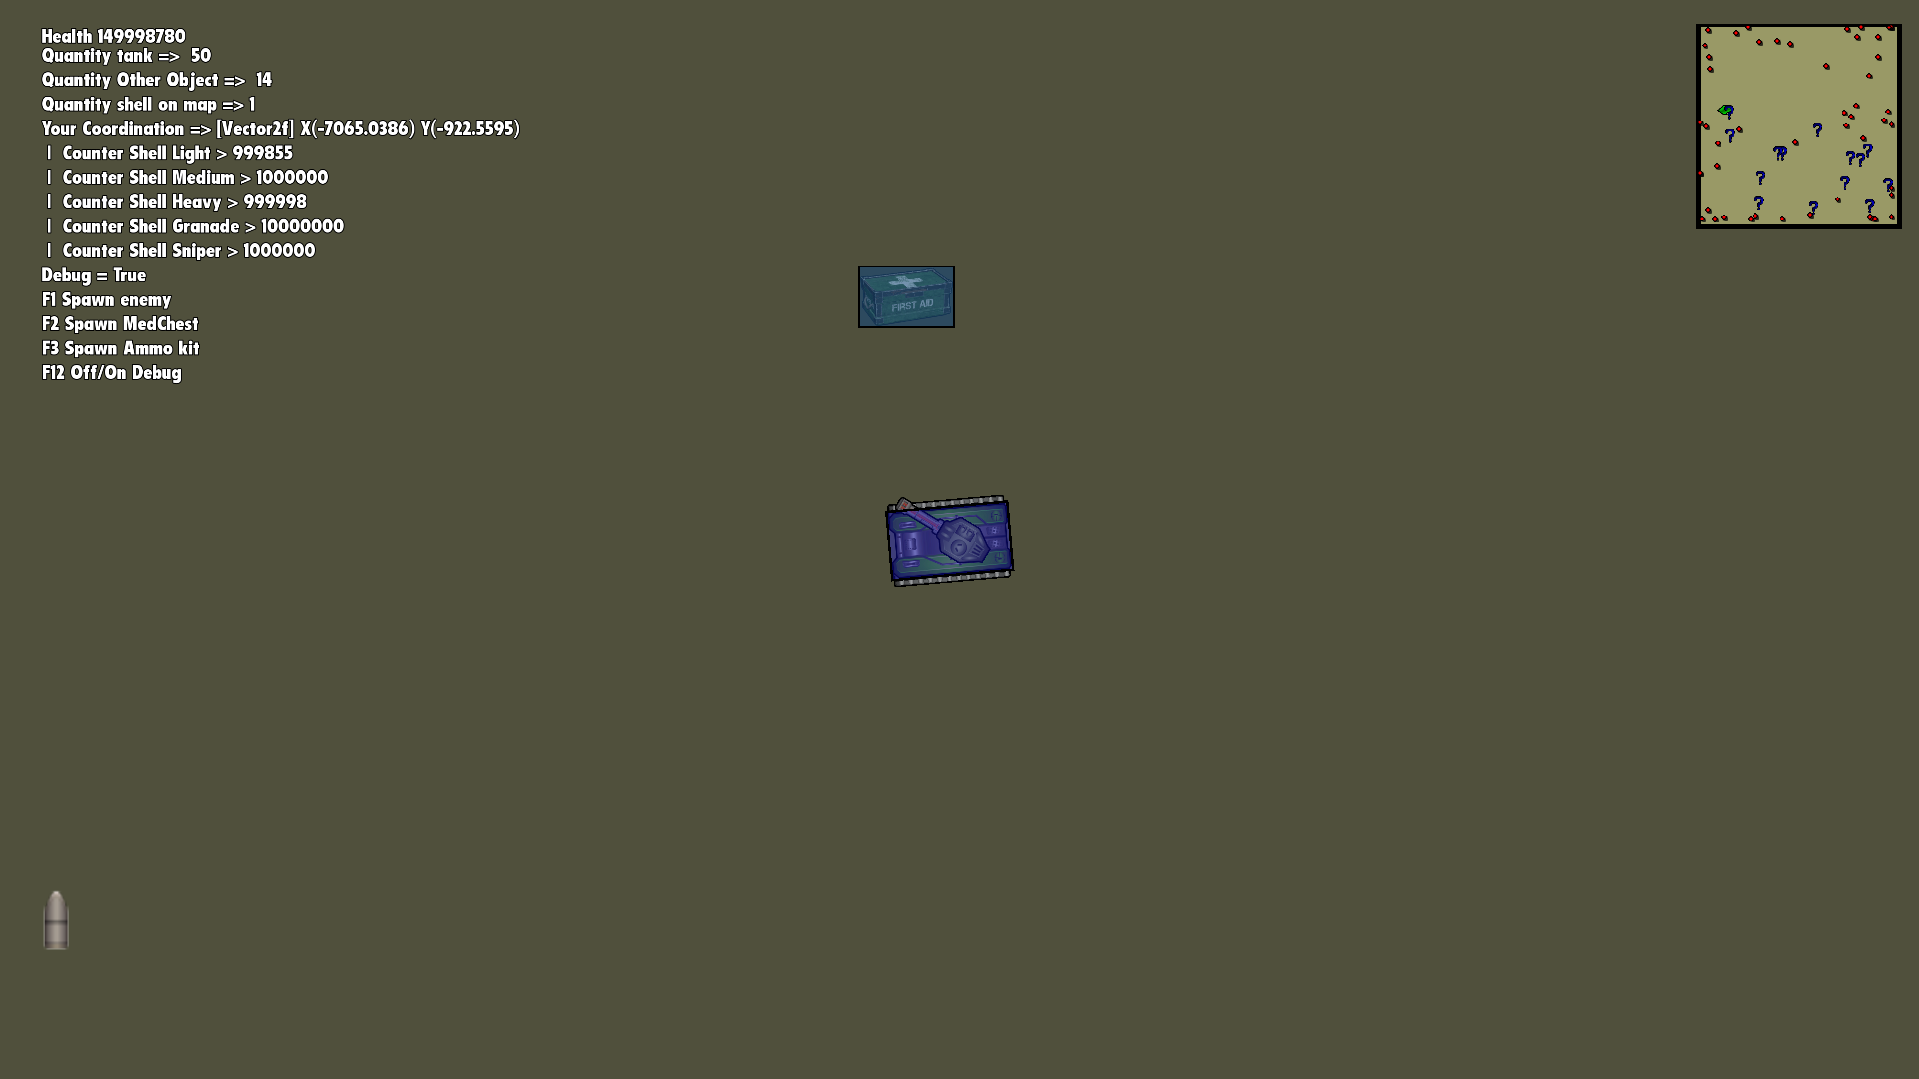 Health 149998780
Quantity tank =>  50
Quantity Other Object =>  14
Quantity shell on map => 1
Your Coordination => [Vector2f] X(-7065.0386) Y(-922.5595)
|  Counter Shell Light > 999855
|  Counter Shell Medium > 1000000
|  Counter Shell Heavy > 999998
|  Counter Shell Granade > 10000000
|  Counter Shell Sniper > 1000000
Debug = True
F1 Spawn enemy
F2 Spawn MedChest
F3 Spawn Ammo kit
F12 Off/On Debug
FIRST AID
? ? ? ? ? ? ? ? ? ? ? ? ? ?